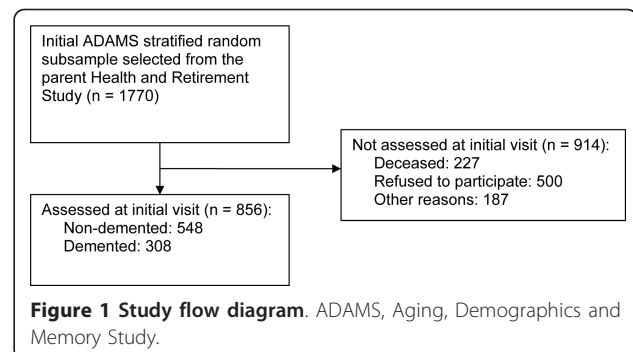 Initial ADAMS stratified random
subsample selected from the
parent Health and Retirement
Study (n = 1770)
Not assessed at initial visit (n = 914):
Deceased: 227
Refused to participate: 500
Other reasons: 187
Assessed at initial visit (n = 856):
Non-demented: 548
Demented: 308
Figure 1 Study flow diagram. ADAMS, Aging, Demographics and
Memory Study.